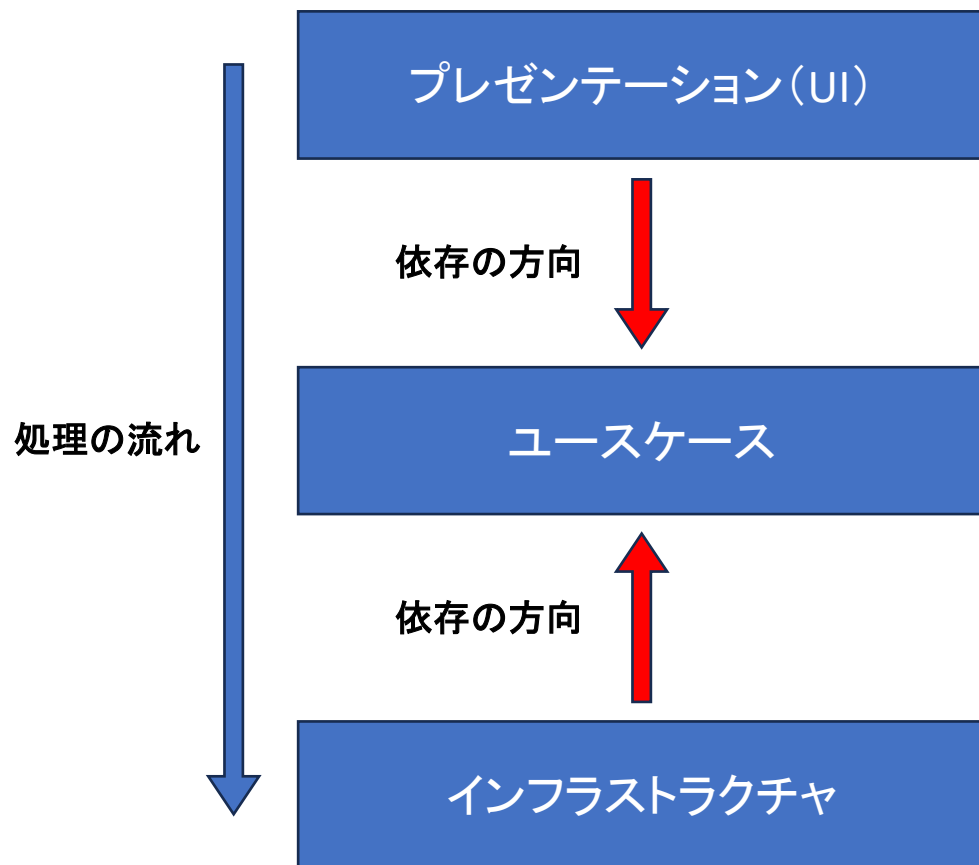 プレゼンテーション(UI)
依存の方向
ユースケース
処理の流れ
依存の方向
インフラストラクチャ